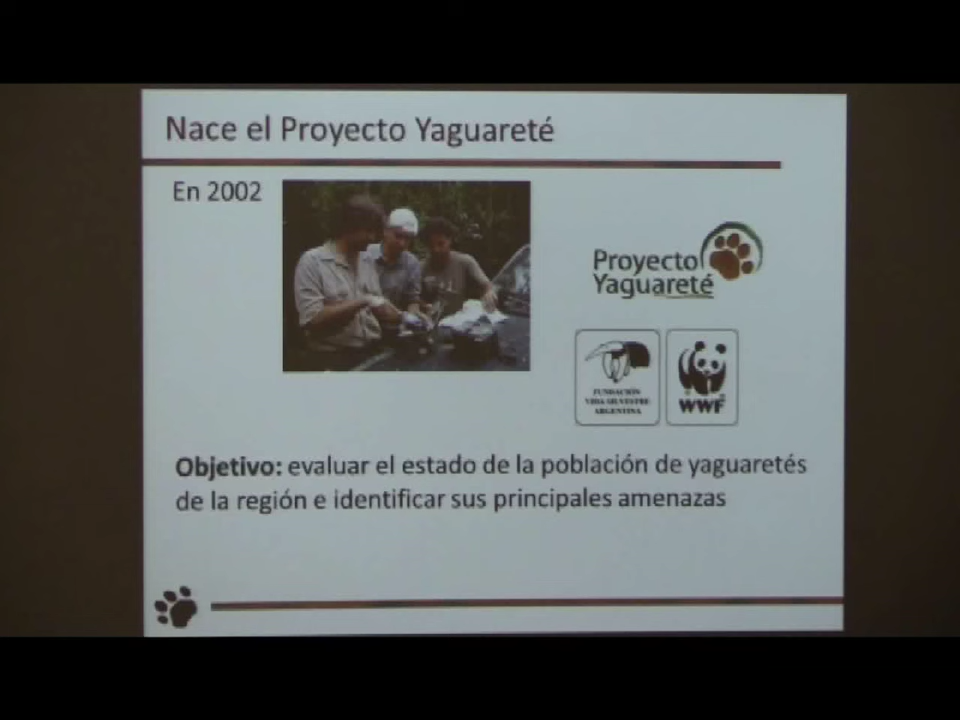 Nace el Proyecto Yaguareté
En 2002
Proyecto
Yaguareté
FUNDACIÓN
VIDA SILVESTRE
ARGENTINA
WWF
Objetivo: evaluar el estado de la población de yaguaretés
de la región e identificar sus principales amenazas